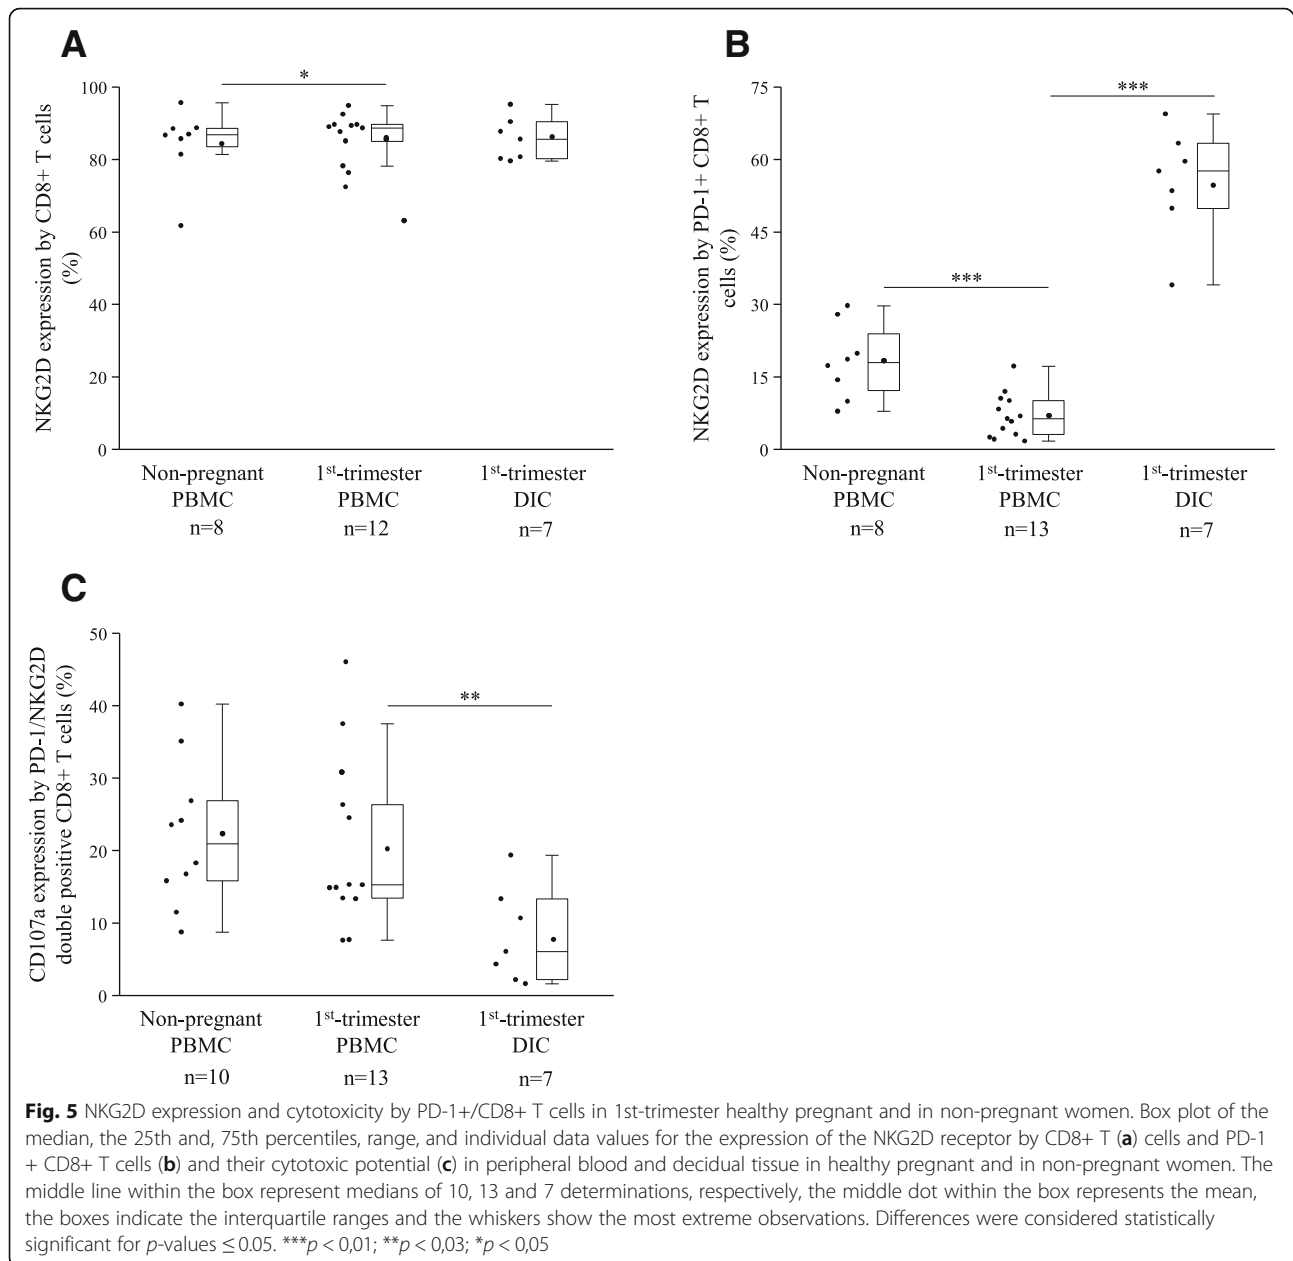 A
NKG2D expression by CD8+ T cells
(%)
100
80
60
40
20
0
*
Non-pregnant
PBMC
n=8
1st-trimester
PBMC
n=12
1st-trimester
DIC
n=7
B
NKG2D expression by PD-1+ CD8+ T
cells (%)
75
60
45
30
15
0
***
***
Non-pregnant
PBMC
n=8
1st-trimester
PBMC
n=13
1st-trimester
DIC
n=7
C
CD107a expression by PD-1/NKG2D
double positive CD8+ T cells (%)
50
40
30
20
10
0
**
Non-pregnant
PBMC
n=10
1st-trimester
PBMC
n=13
1st-trimester
DIC
n=7
Fig. 5 NKG2D expression and cytotoxicity by PD-1+/CD8+ T cells in 1st-trimester healthy pregnant and in non-pregnant women. Box plot of the
median, the 25th and, 75th percentiles, range, and individual data values for the expression of the NKG2D receptor by CD8+ T (a) cells and PD-1
+ CD8+ T cells (b) and their cytotoxic potential (c) in peripheral blood and decidual tissue in healthy pregnant and in non-pregnant women. The
middle line within the box represent medians of 10, 13 and 7 determinations, respectively, the middle dot within the box represents the mean,
the boxes indicate the interquartile ranges and the whiskers show the most extreme observations. Differences were considered statistically
significant for p-values ≤ 0.05. ***p < 0,01; **p < 0,03; *p < 0,05